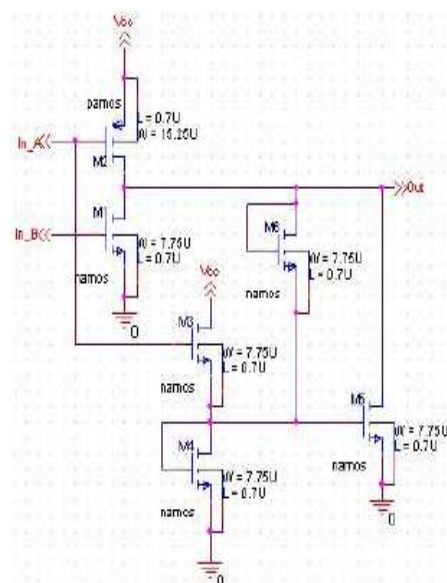 Vcc
pamos
L = 0.7U
W = 15.25U
In_A
M2
Out
M1
In_B
M6
W = 7.75U
L = 0.7U
W = 7.75U
L = 0.7U
namos
Vcc
namos
0
M3
W = 7.75U
L = 0.7U
namos
M5
W = 7.75U
L = 0.7U
M4
W = 7.75U
L = 0.7U
namos
namos
0
0